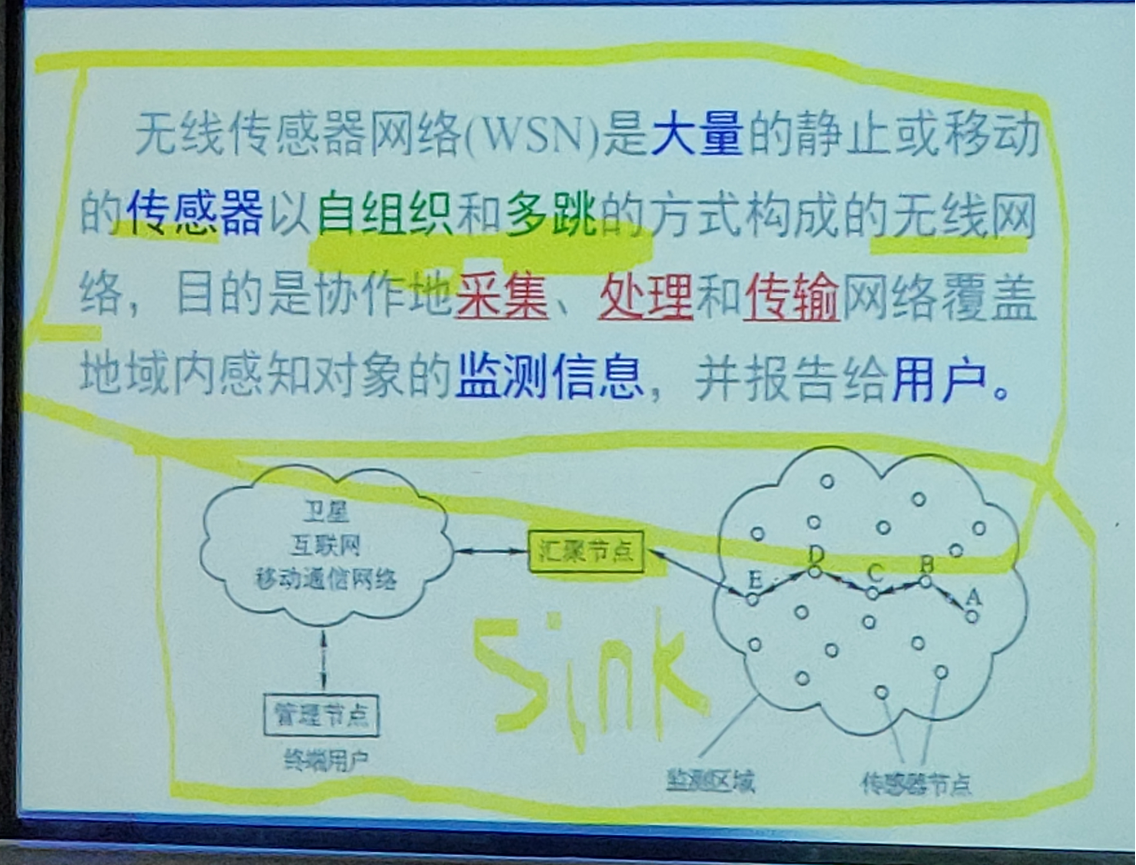 无线传感器网络(WSN)是大量的静止或移动
的传感器以自组织和多跳的方式构成的无线网
络，目的是协作地采集、处理和传输网络覆盖
地域内感知对象的监测信息，并报告给用户。
卫星
互联网
移动通信网络
汇聚节点
E
D
C
B
A
sink
管理节点
终端用户
监测区域
传感器节点